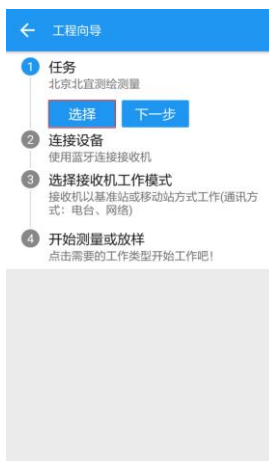 工程向导
1 任务
北京北宜测绘测量
选择 下一步
2 连接设备
使用蓝牙连接接收机
3 选择接收机工作模式
接收机以基准站或移动站方式工作(通讯方
式：电台、网络)
4 开始测量或放样
点击需要的工作类型开始工作吧！